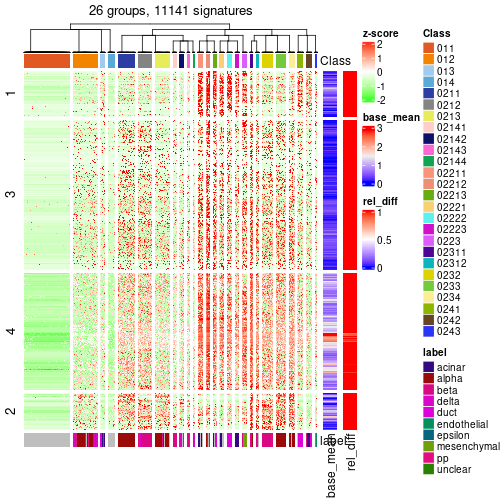 26 groups, 11141 signatures
Class
1
3
4
2
label
base_mean
rel_diff
z-score
2
1
0
-1
-2
base_mean
3
2
1
0
rel_diff
1
0.5
0
Class
011
012
013
014
0211
0212
0213
02141
02142
02143
02144
02211
02212
02213
02221
02222
02223
0223
02311
02312
0232
0233
0234
0241
0242
0243
label
acinar
alpha
beta
delta
duct
endothelial
epsilon
mesenchymal
pp
unclear